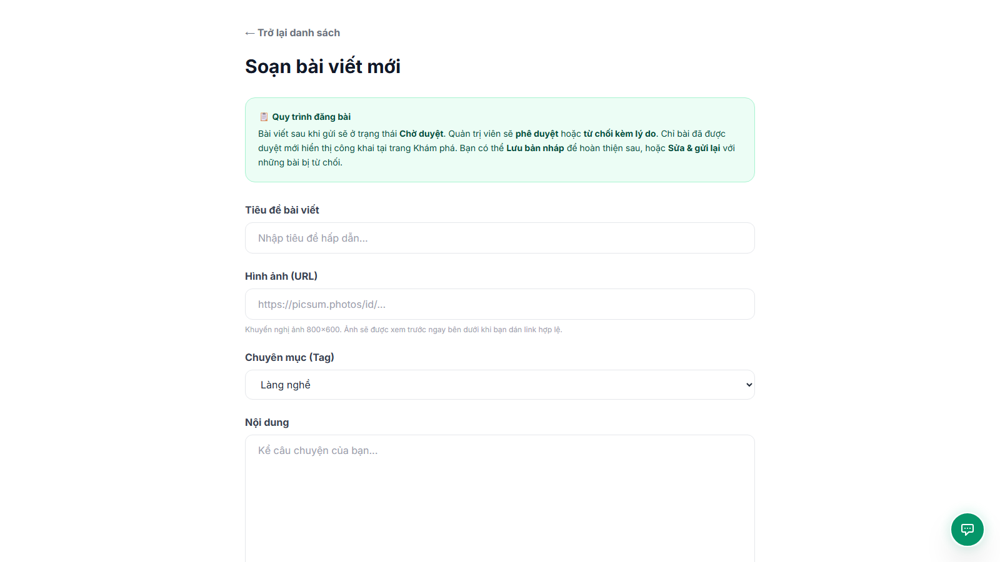 ← Trở lại danh sách
Soạn bài viết mới
📋 Quy trình đăng bài
Bài viết sau khi gửi sẽ ở trạng thái Chờ duyệt. Quản trị viên sẽ phê duyệt hoặc từ chối kèm lý do. Chỉ bài đã được
duyệt mới hiển thị công khai tại trang Khám phá. Bạn có thể Lưu bản nháp để hoàn thiện sau, hoặc Sửa & gửi lại với
những bài bị từ chối.
Tiêu đề bài viết
Nhập tiêu đề hấp dẫn...
Hình ảnh (URL)
https://picsum.photos/id/...
Khuyến nghị ảnh 800×600. Ảnh sẽ được xem trước ngay bên dưới khi bạn dán link hợp lệ.
Chuyên mục (Tag)
Làng nghề
Nội dung
Kể câu chuyện của bạn...